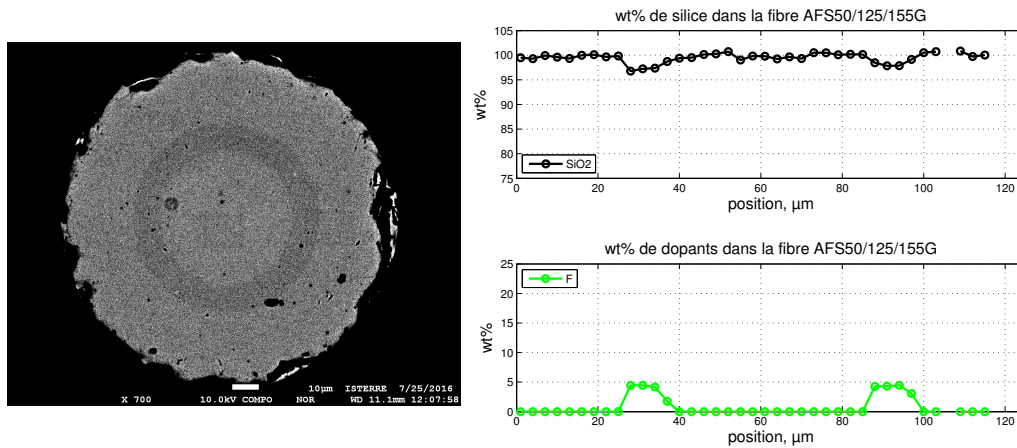 10µm ISTERRE 7/25/2016
X 700 10.0kV COMPO NOR WD 11.1mm 12:07:58
wt% de silice dans la fibre AFS50/125/155G
105
100
95
90
85
80
75
wt%
SiO2
0 20 40 60 80 100 120
position, µm
wt% de dopants dans la fibre AFS50/125/155G
25
20
15
10
5
0
wt%
F
0 20 40 60 80 100 120
position, µm